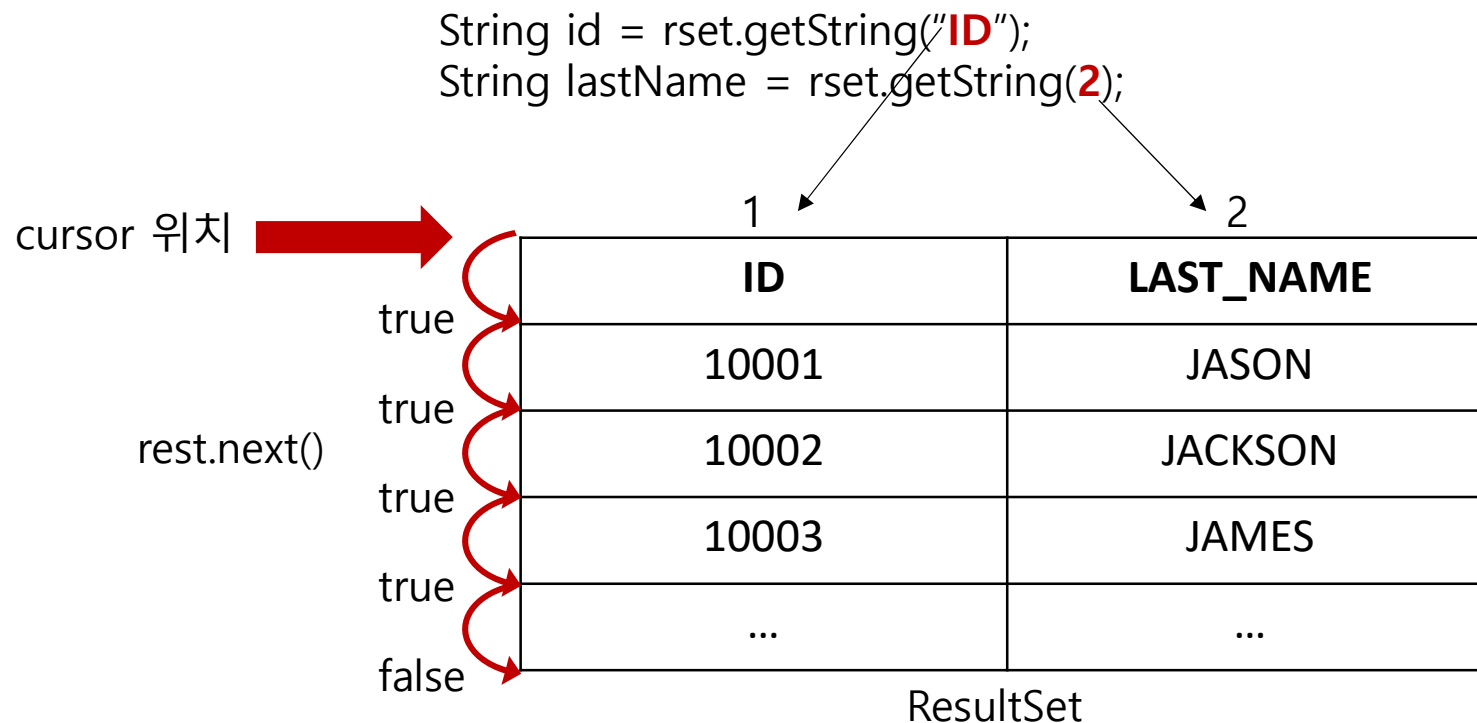 String id = rset.getString("ID");
String lastName = rset.getString(2);
1 2
cursor 위치
ID LAST_NAME
true
10001 JASON
true
rest.next()
10002 JACKSON
true
10003 JAMES
true
... ...
false
ResultSet